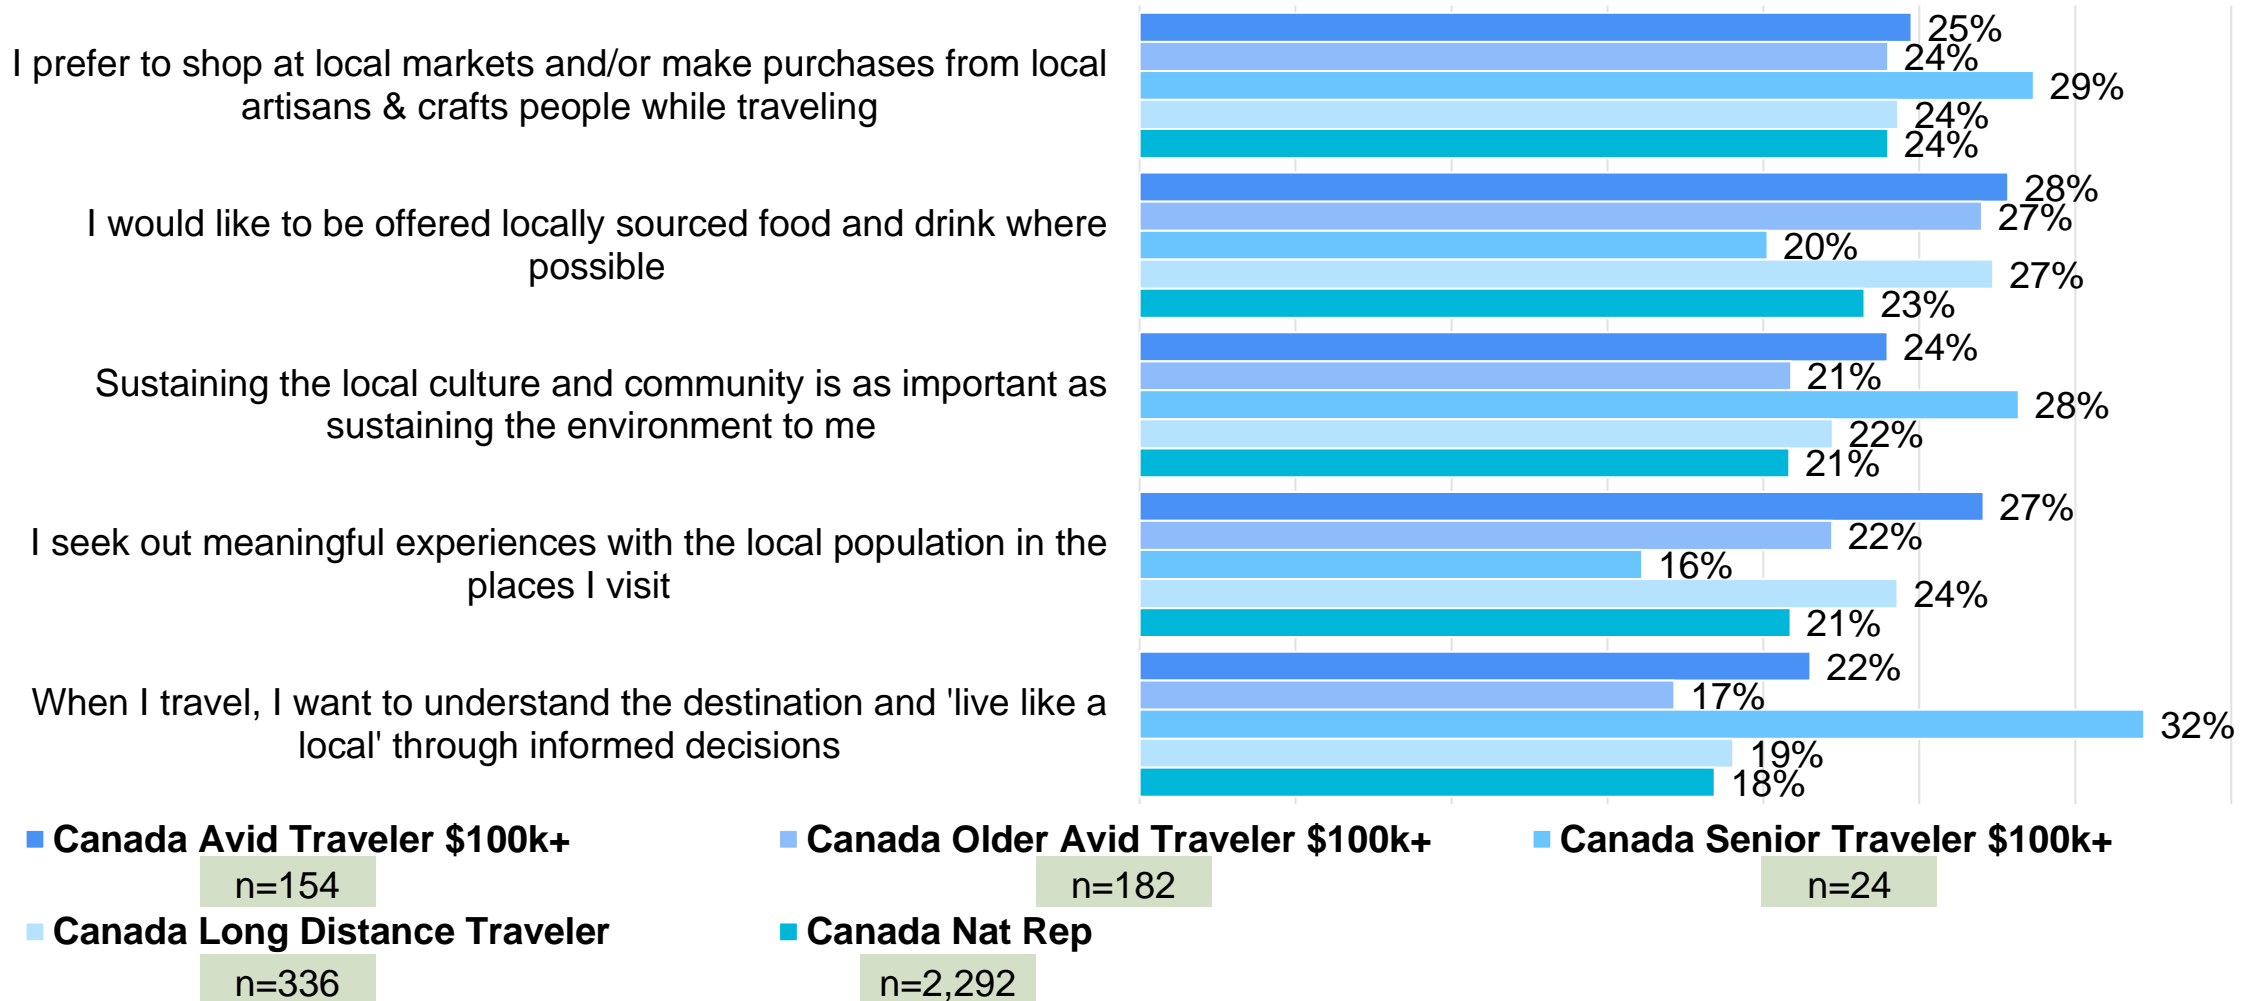 I prefer to shop at local markets and/or make purchases from local
artisans & crafts people while traveling
25%
24%
29%
24%
24%
I would like to be offered locally sourced food and drink where
possible
28%
27%
20%
27%
23%
Sustaining the local culture and community is as important as
sustaining the environment to me
24%
21%
28%
22%
21%
I seek out meaningful experiences with the local population in the
places I visit
27%
22%
16%
24%
21%
When I travel, I want to understand the destination and 'live like a
local' through informed decisions
22%
17%
32%
19%
18%
Canada Avid Traveler $100k+
n=154
Canada Older Avid Traveler $100k+
n=182
Canada Senior Traveler $100k+
n=24
Canada Long Distance Traveler
n=336
Canada Nat Rep
n=2,292